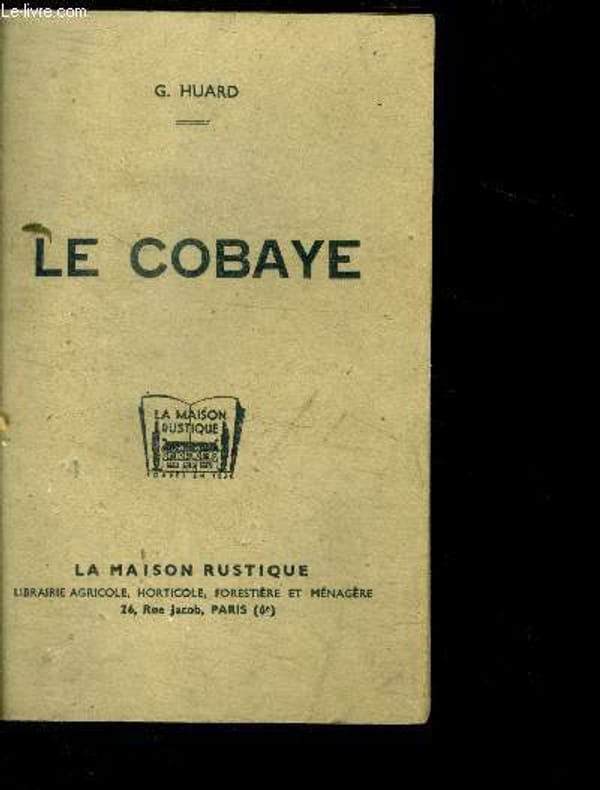 Le-livre.com
G. HUARD
LE COBAYE
LA MAISON
RUSTIQUE
LA MAISON RUSTIQUE
LIBRAIRIE AGRICOLE, HORTICOLE, FORESTIÈRE ET MÉNAGÈRE
26, Rue Jacob, PARIS (6e)